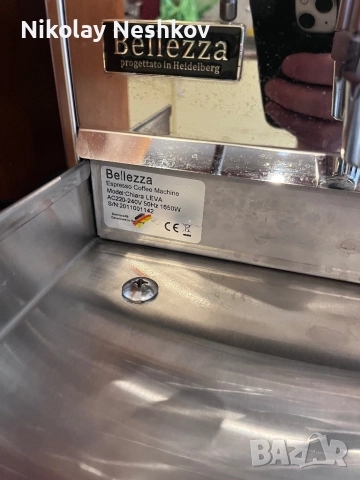 Nikolay Neshkov
Bellezza
progettato in Heidelberg
Bellezza
Espresso Coffee Machine
Model:Chiara LEVA
AC220-240V 50Hz 1650W
S/N:2011001142
CE
BAZAR